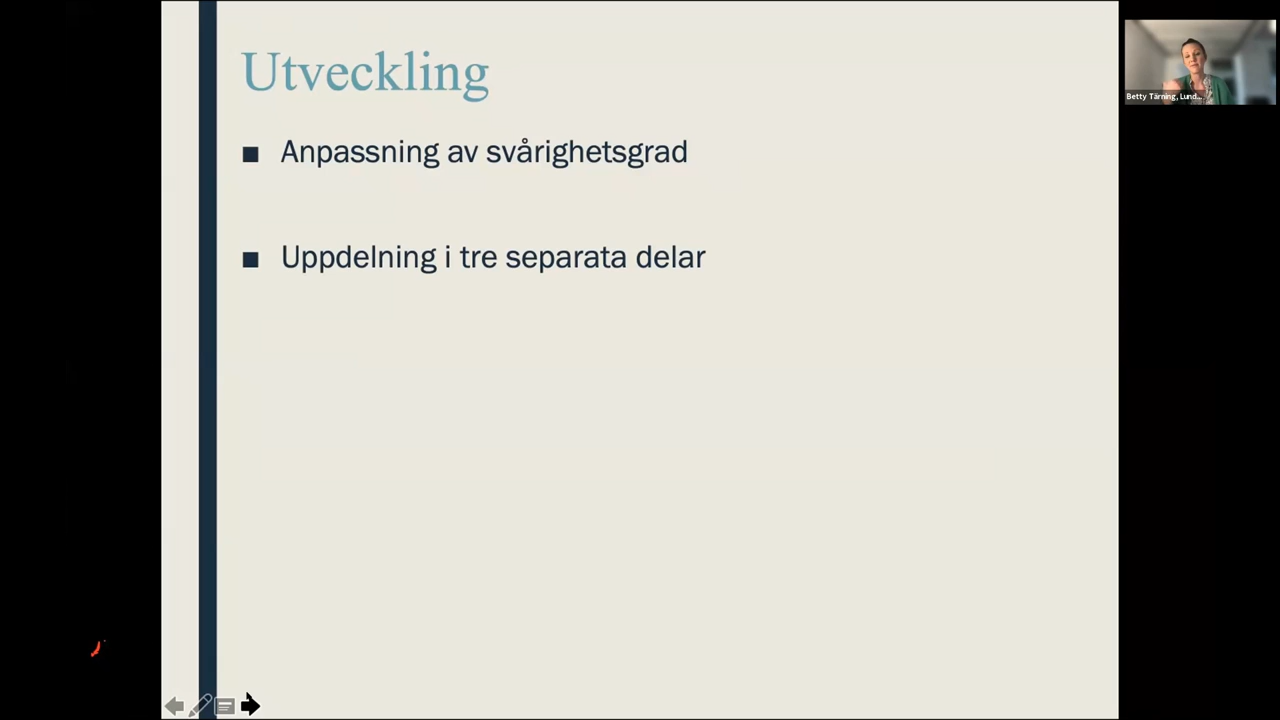 Utveckling
Anpassning av svårighetsgrad
Uppdelning i tre separata delar
Betty Tärning, Lund...